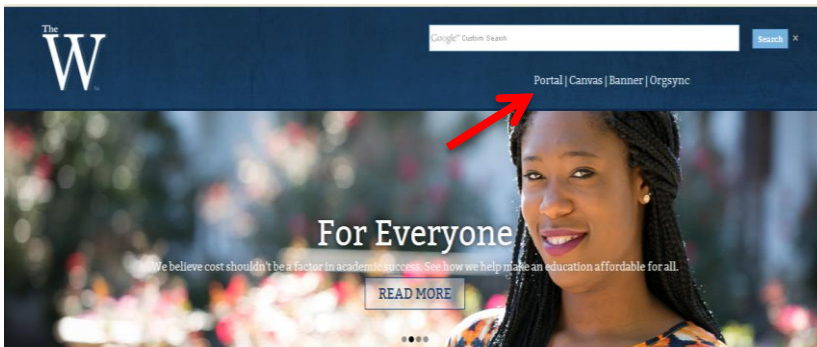 The
W
Google™ Custom Search
Search
×
Portal | Canvas | Banner | Orgsync
For Everyone
We believe cost shouldn't be a factor in academic success. See how we help make an education affordable for all.
READ MORE